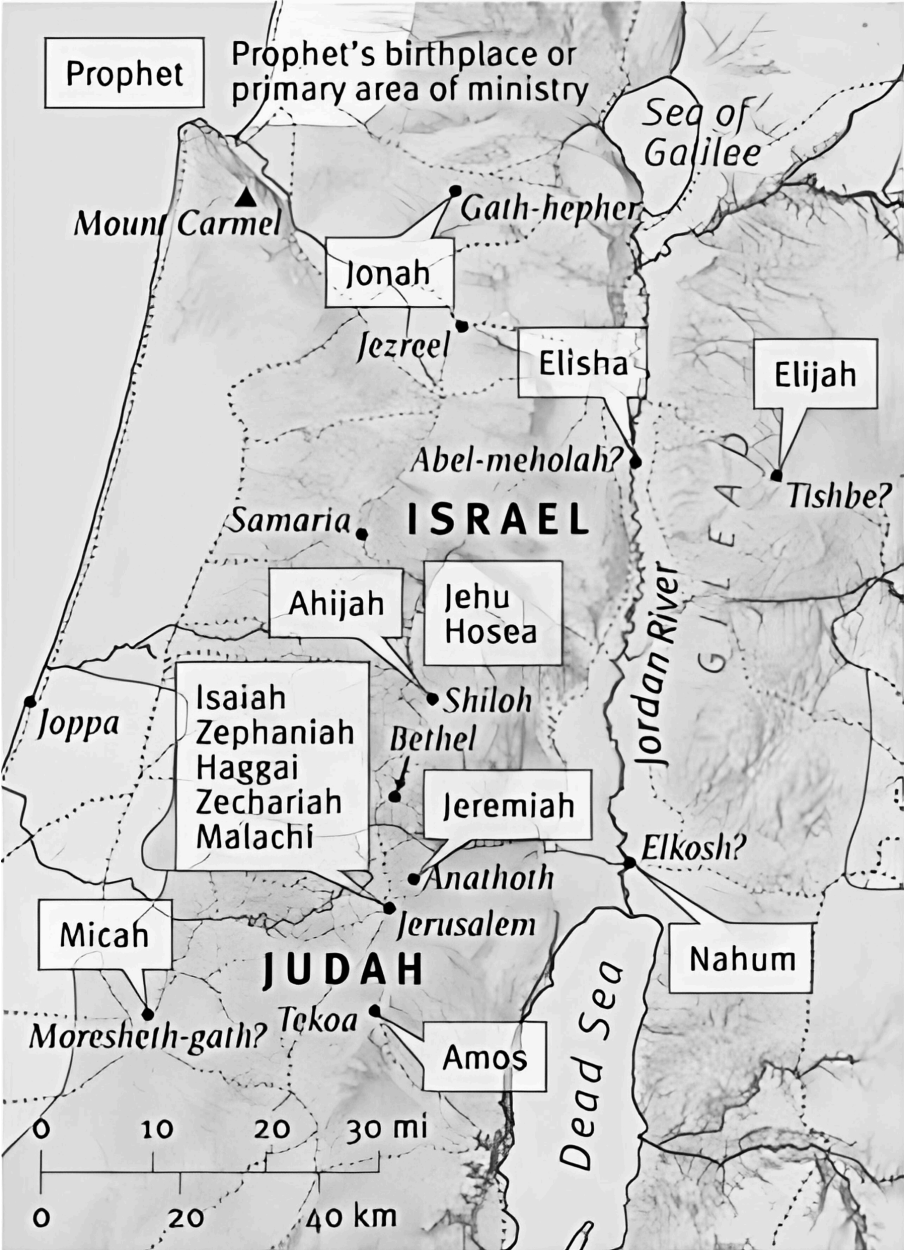 Prophet
Prophet's birthplace or
primary area of ministry
Sea of
Galilee
Mount Carmel
Gath-hepher
Jonah
Jezreel
Elisha
Elijah
Abel-meholah?
Tishbe?
Samaria
ISRAEL
GILEAD
Ahijah
Jehu
Hosea
Jordan River
Shiloh
Joppa
Isaiah
Zephaniah
Haggai
Zechariah
Malachi
Bethel
Jeremiah
Elkosh?
Anathoth
Jerusalem
Micah
Nahum
JUDAH
Moresheth-gath?
Tekoa
Amos
Dead Sea
0 10 20 30 mi
0 20 40 km